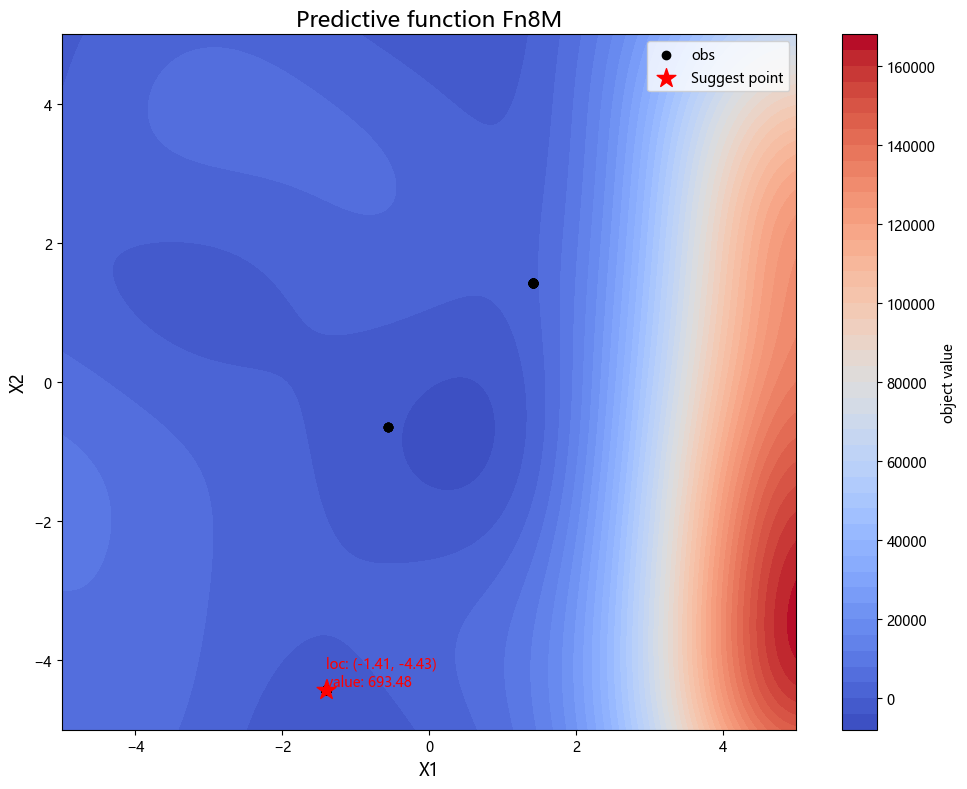 Predictive function Fn8M
obs
Suggest point
4
2
0
−2
−4
X2
loc: (-1.41, -4.43)
value: 693.48
−4
−2
0
2
4
X1
160000
140000
120000
100000
80000
60000
40000
20000
0
object value